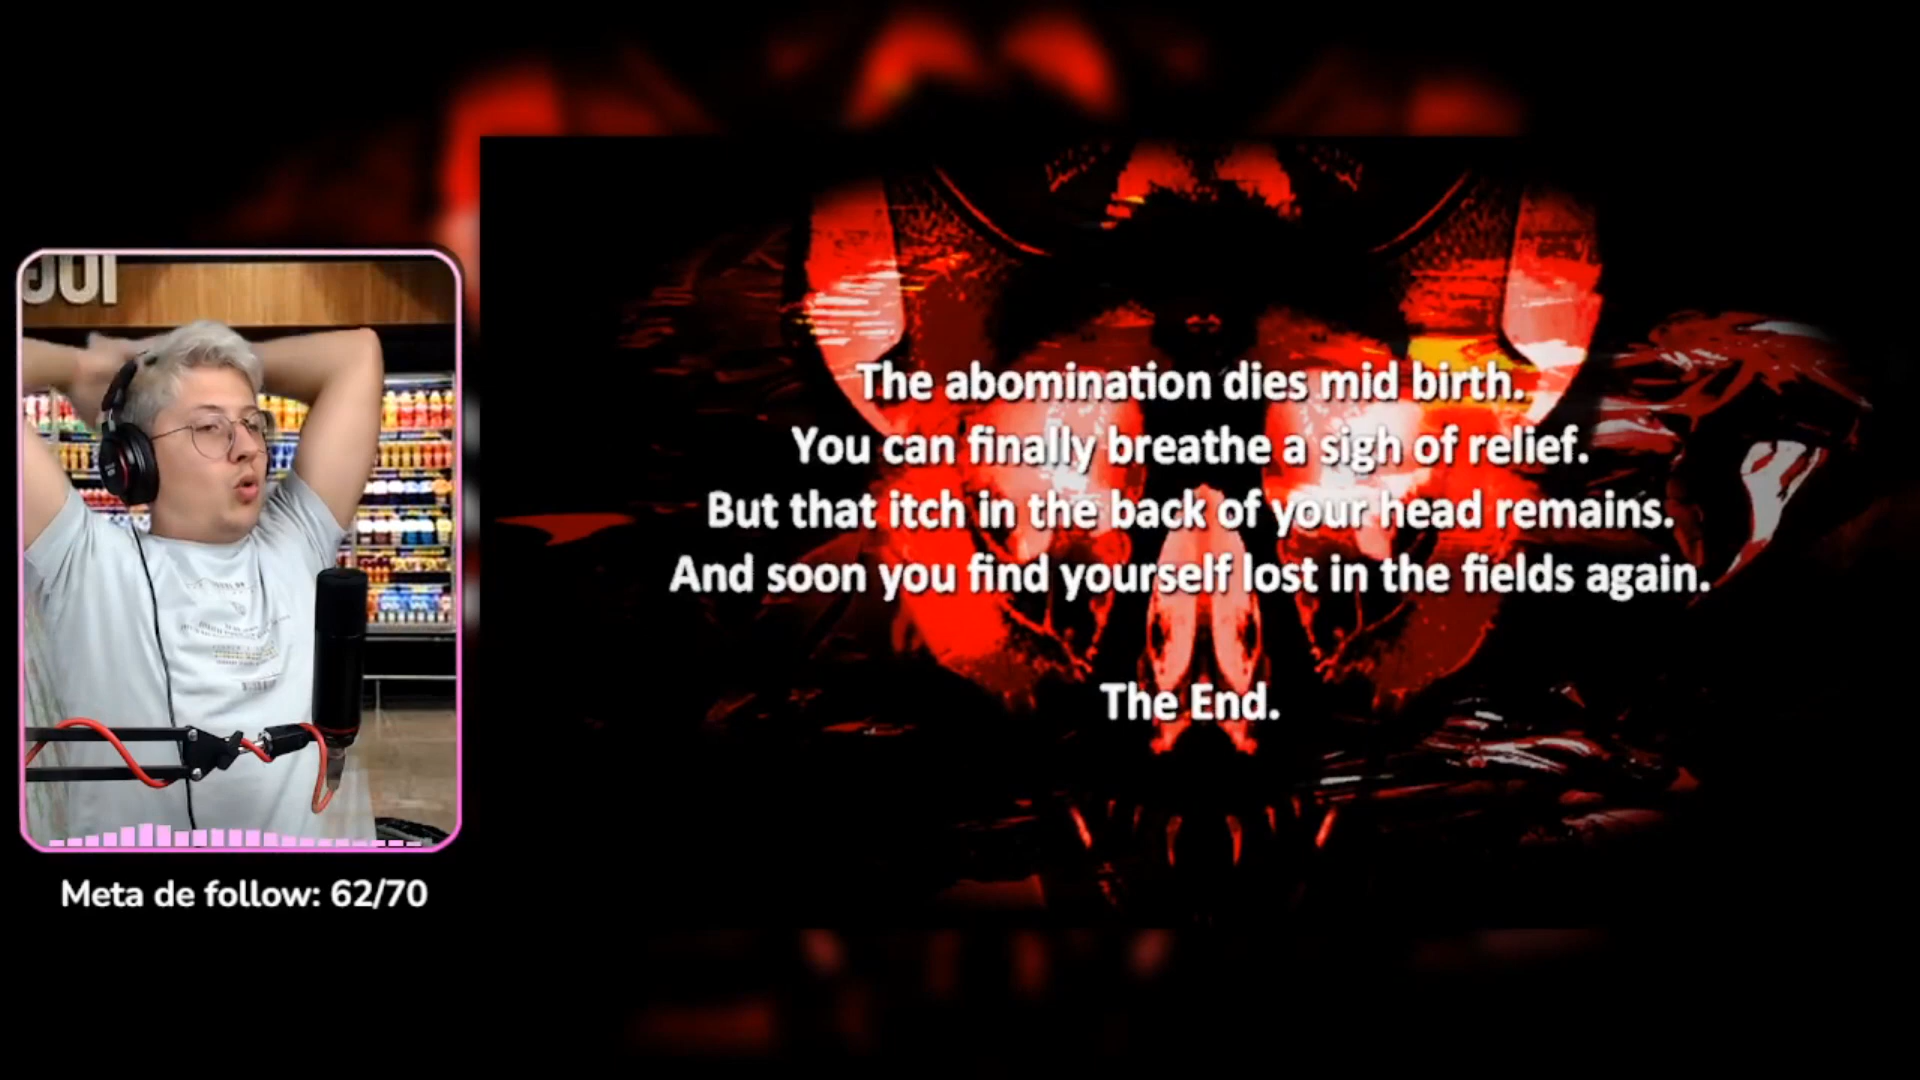 The abomination dies mid birth.
You can finally breathe a sigh of relief.
But that itch in the back of your head remains.
And soon you find yourself lost in the fields again.
The End.
Meta de follow: 62/70